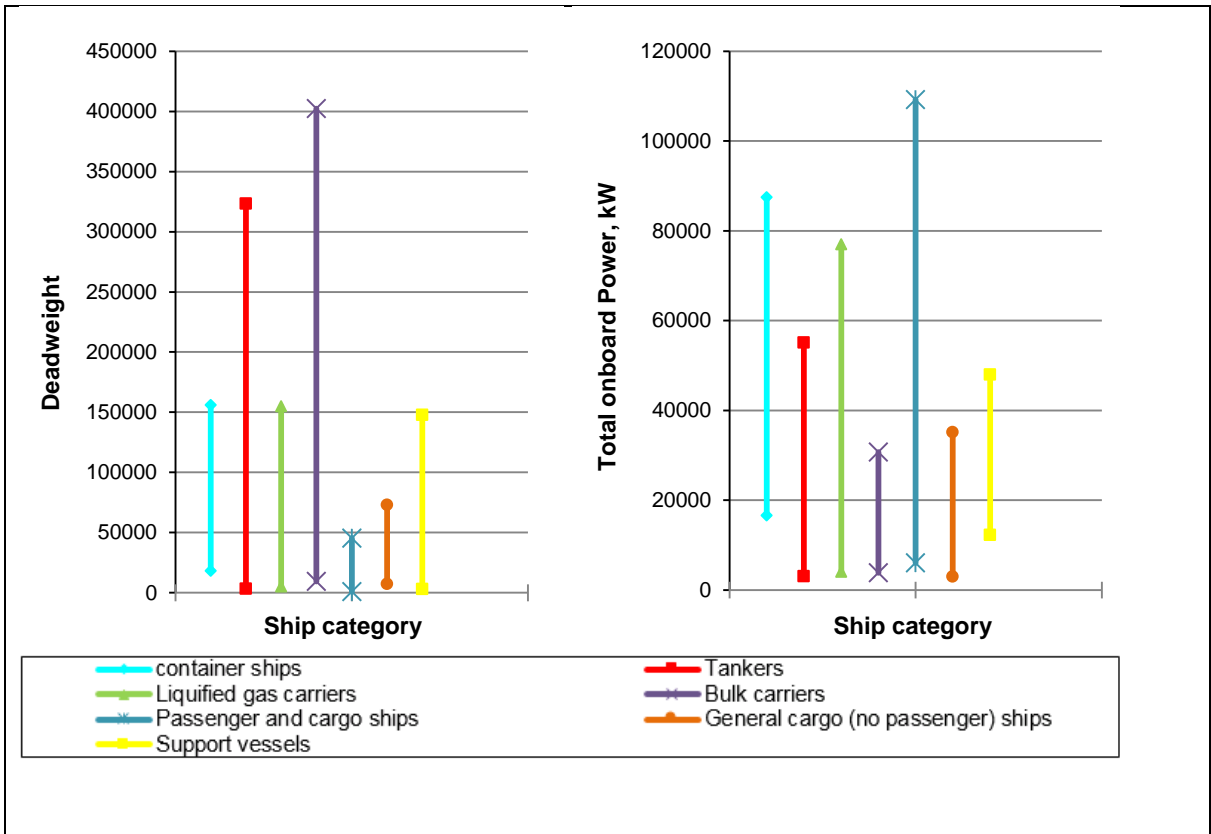 450000
400000
350000
300000
250000
200000
150000
100000
50000
0
Deadweight
Ship category
120000
100000
80000
60000
40000
20000
0
Total onboard Power, kW
Ship category
container ships
Tankers
Liquified gas carriers
Bulk carriers
Passenger and cargo ships
General cargo (no passenger) ships
Support vessels